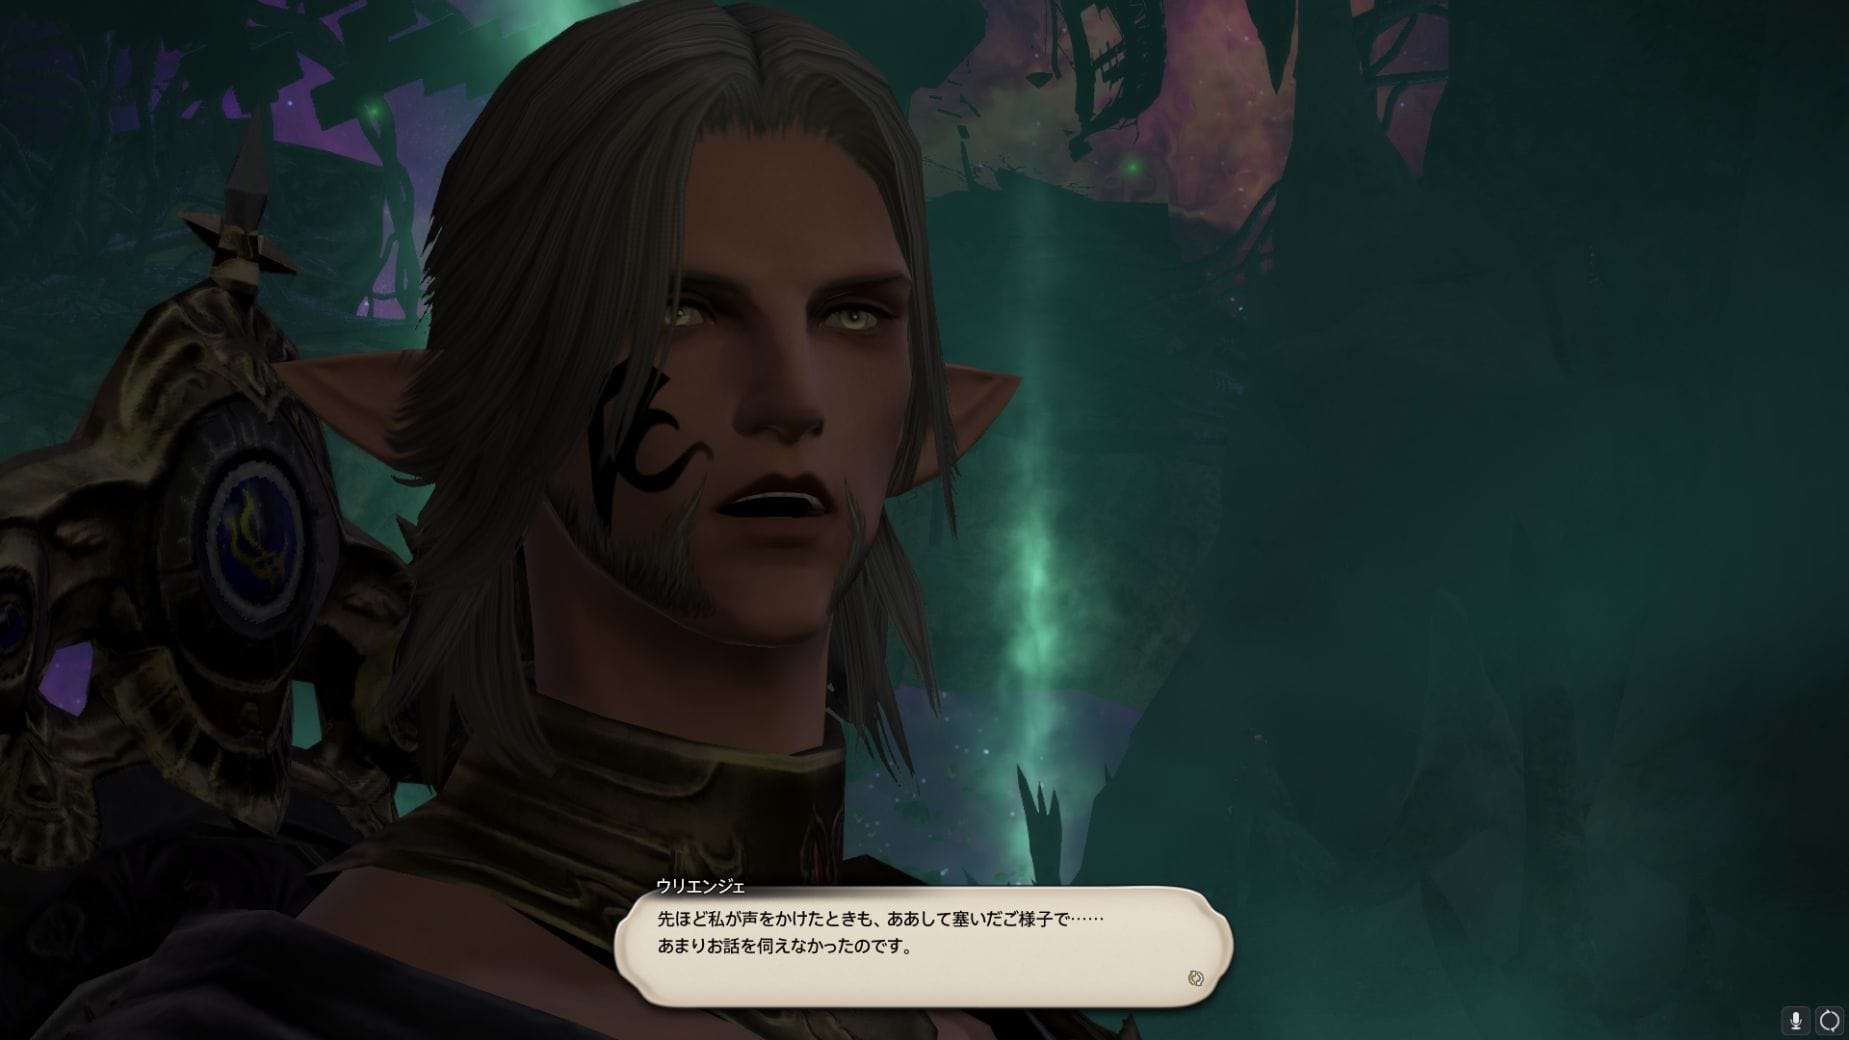 ウリエンジェ
先ほど私が声をかけたときも、ああして塞いだご様子で……
あまりお話を伺えなかったのです。